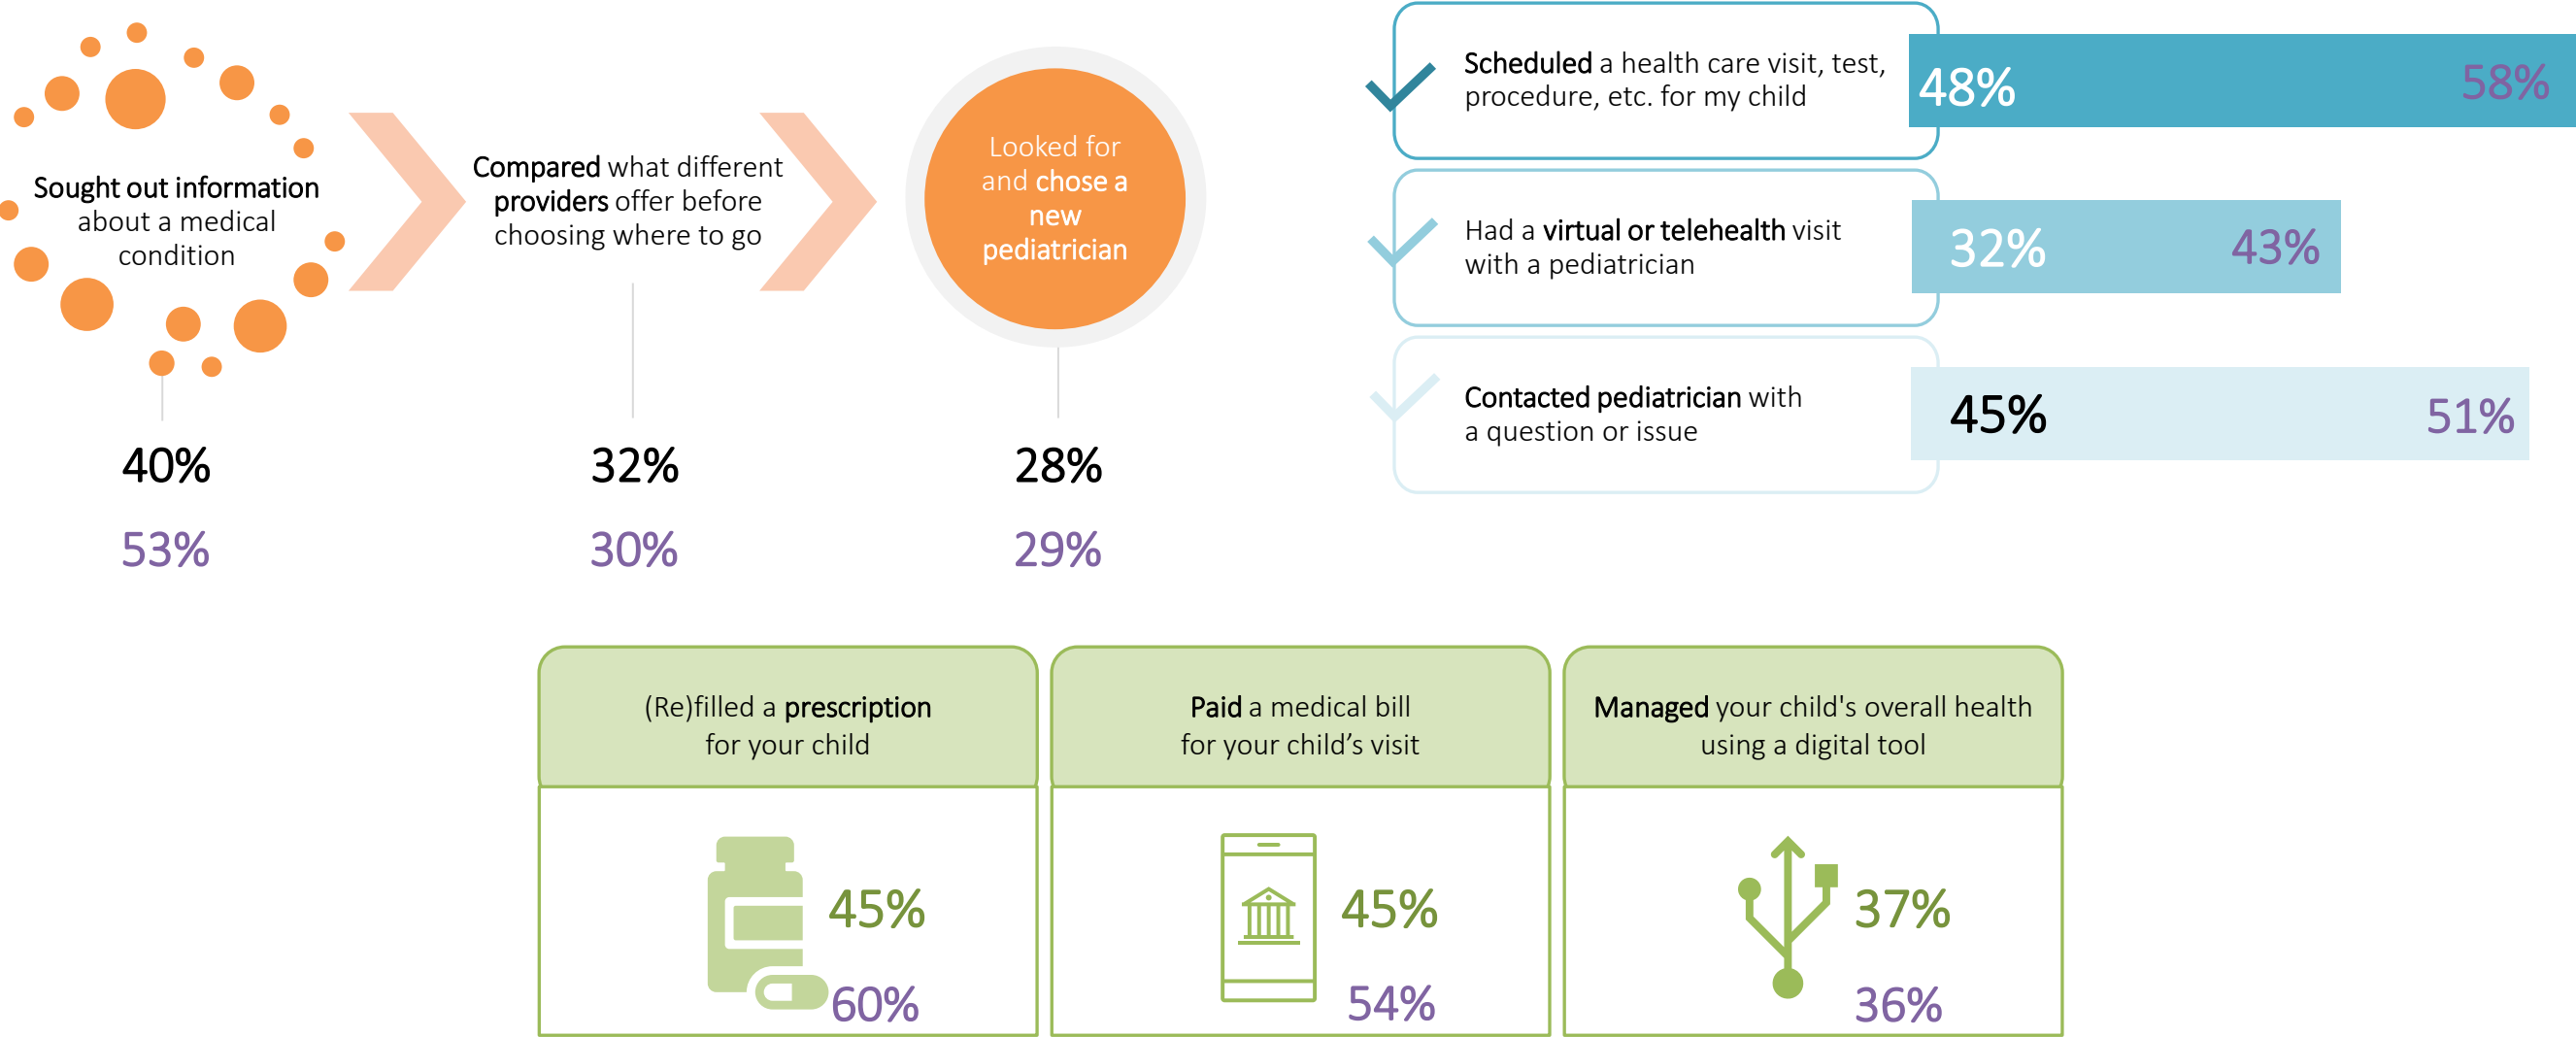 Sought out information
about a medical
condition
40%
53%
Compared what different
providers offer before
choosing where to go
32%
30%
Looked for
and chose a
new
pediatrician
28%
29%
Scheduled a health care visit, test,
procedure, etc. for my child
48%
58%
Had a virtual or telehealth visit
with a pediatrician
32%
43%
Contacted pediatrician with
a question or issue
45%
51%
(Re)filled a prescription
for your child
45%
60%
Paid a medical bill
for your child’s visit
45%
54%
Managed your child's overall health
using a digital tool
37%
36%